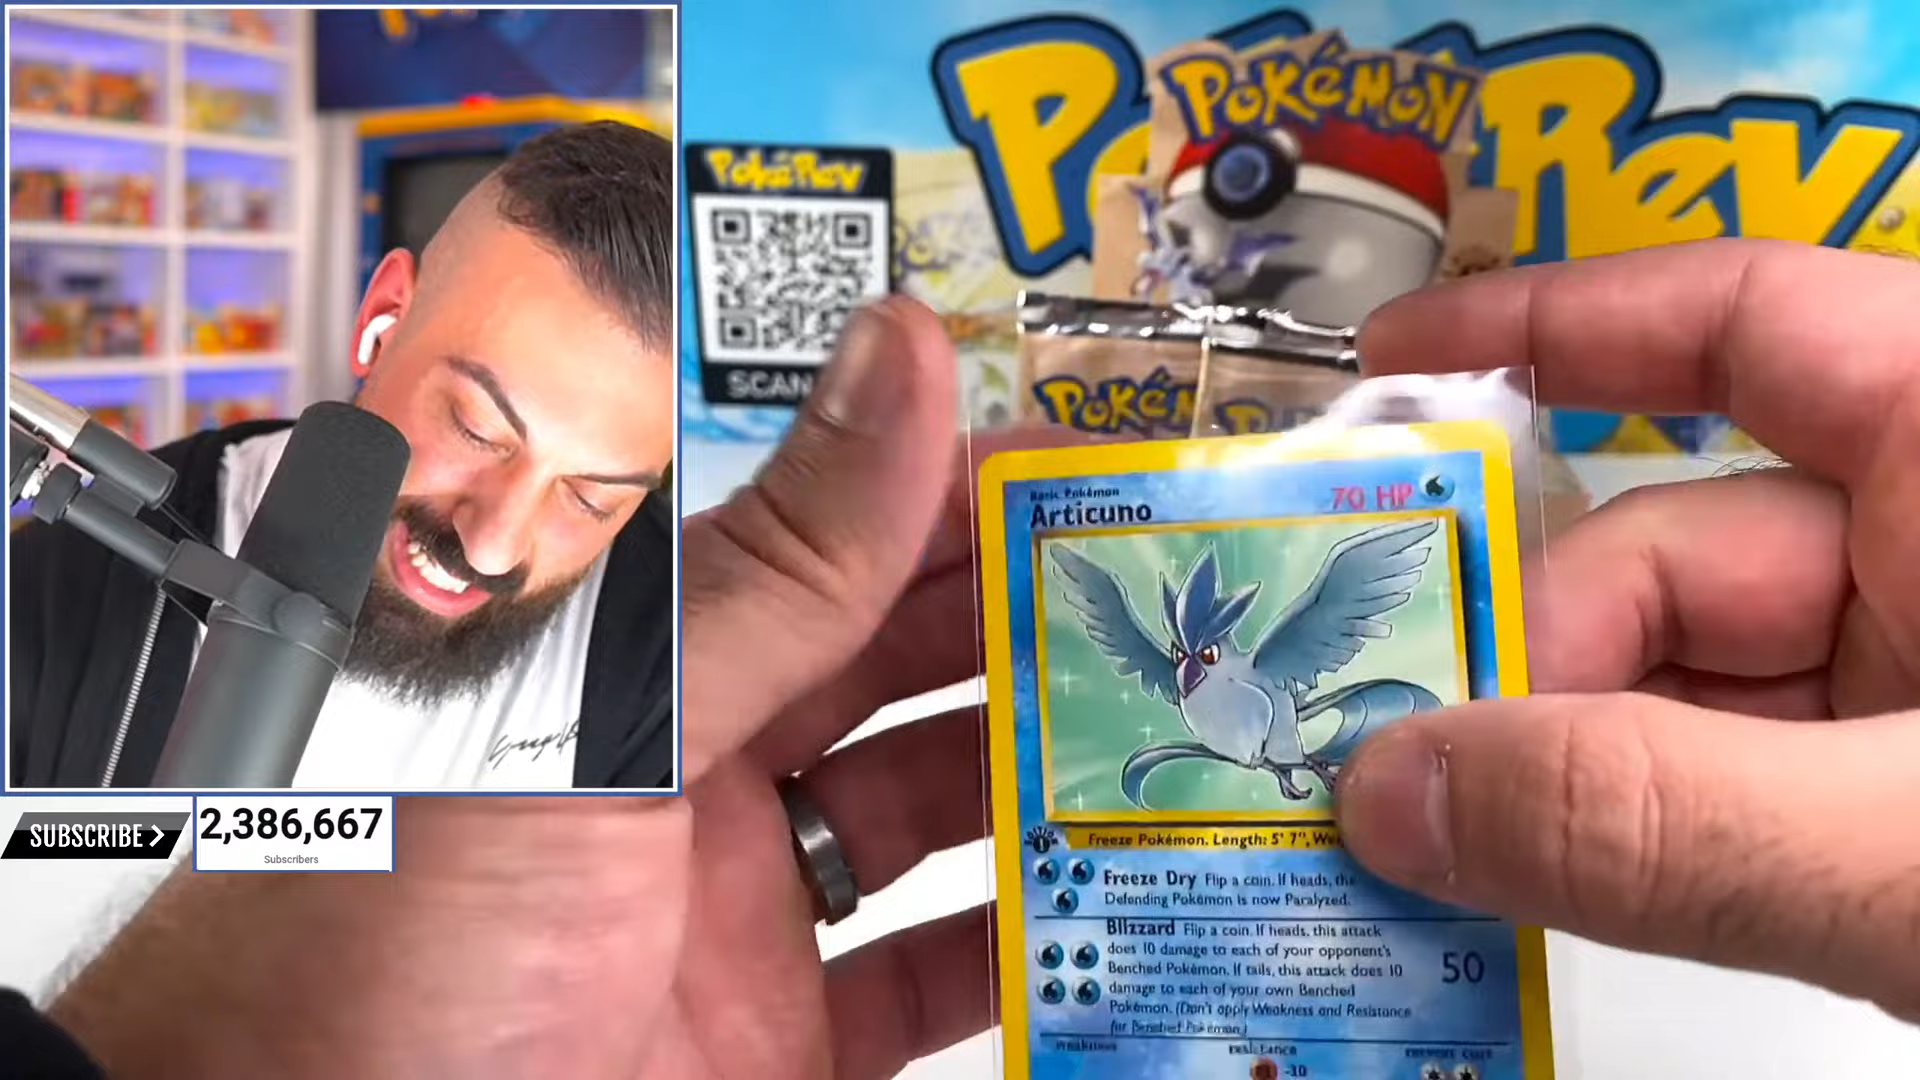 PokéRev
POKéMON
PokéRev
SCAN
POKéM
Basic Pokémon
Articuno
70 HP
EDITION
1
Freeze Pokémon. Length: 5' 7", We
Freeze Dry Flip a coin. If heads, the
Defending Pokémon is now Paralyzed.
Blizzard Flip a coin. If heads, this attack
does 10 damage to each of your opponent's
Benched Pokémon. If tails, this attack does 10
damage to each of your own Benched
Pokémon. (Don't apply Weakness and Resistance
for Benched Pokémon.)
50
weakness
resistance
retreat cost
-30
SUBSCRIBE
2,386,667
Subscribers